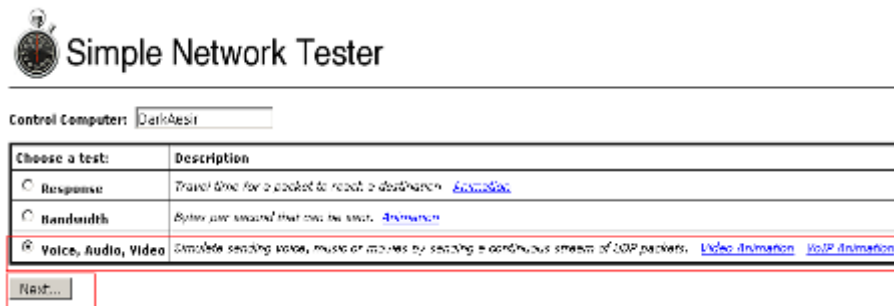 Simple Network Tester
Control Computer: DarkAesir
Choose a test: Description
Response Travel time for a packet to reach a destination Animation
Bandwidth Bytes per second that can be sent. Animation
Voice, Audio, Video Simulate sending voice, music or movies by sending a continuous stream of UDP packets. Video Animation VoIP Animation
Next...